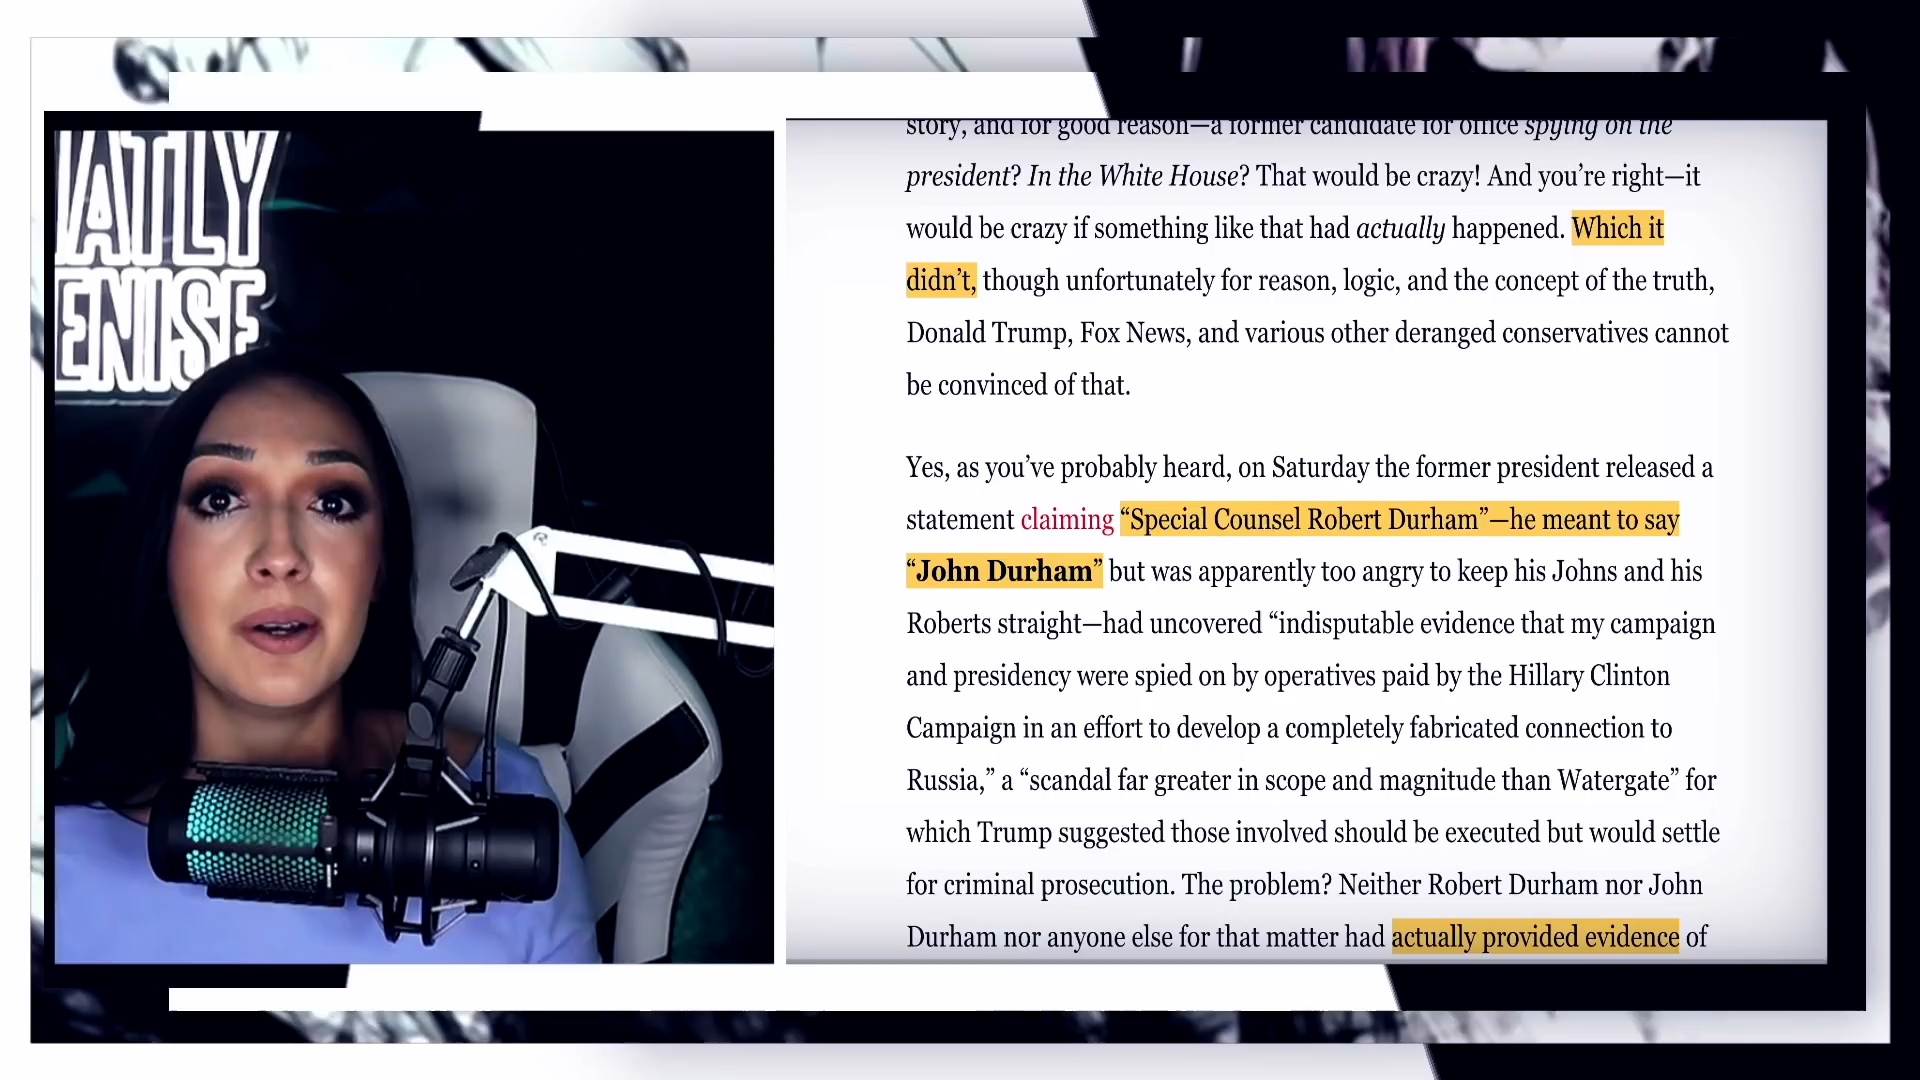 ATLY
ENISE
story, and for good reason—a former candidate for office spying on the
president? In the White House? That would be crazy! And you’re right—it
would be crazy if something like that had actually happened. Which it
didn’t, though unfortunately for reason, logic, and the concept of the truth,
Donald Trump, Fox News, and various other deranged conservatives cannot
be convinced of that.
Yes, as you’ve probably heard, on Saturday the former president released a
statement claiming “Special Counsel Robert Durham”—he meant to say
“John Durham” but was apparently too angry to keep his Johns and his
Roberts straight—had uncovered “indisputable evidence that my campaign
and presidency were spied on by operatives paid by the Hillary Clinton
Campaign in an effort to develop a completely fabricated connection to
Russia,” a “scandal far greater in scope and magnitude than Watergate” for
which Trump suggested those involved should be executed but would settle
for criminal prosecution. The problem? Neither Robert Durham nor John
Durham nor anyone else for that matter had actually provided evidence of